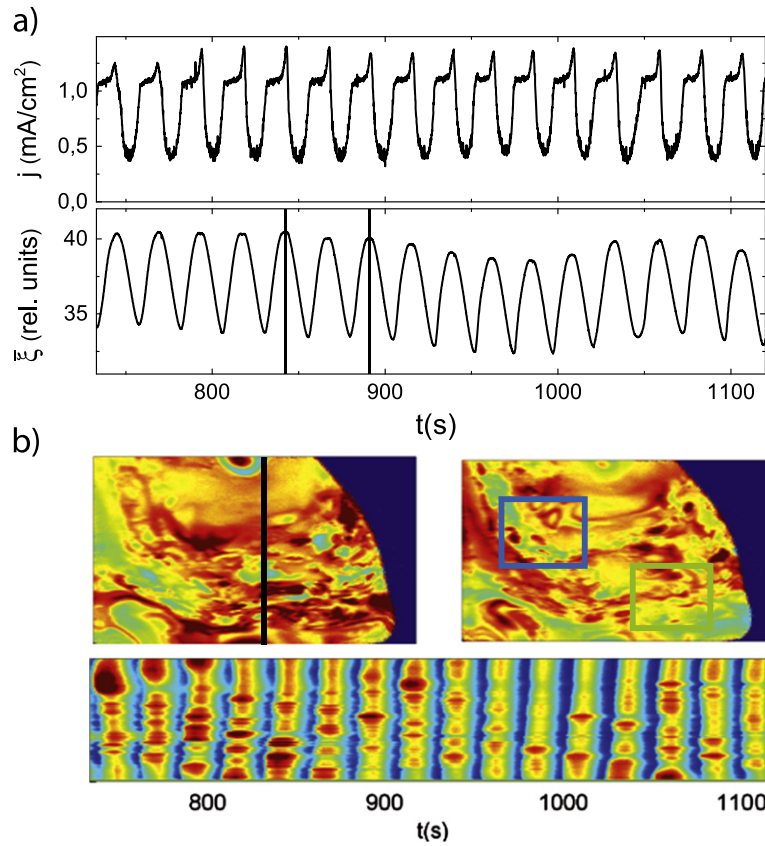 a)
j (mA/cm²)
1,0
0,5
0,0
ξ̅ (rel. units)
40
35
800 900 1000 1100
t(s)
b)
800 900 1000 1100
t(s)